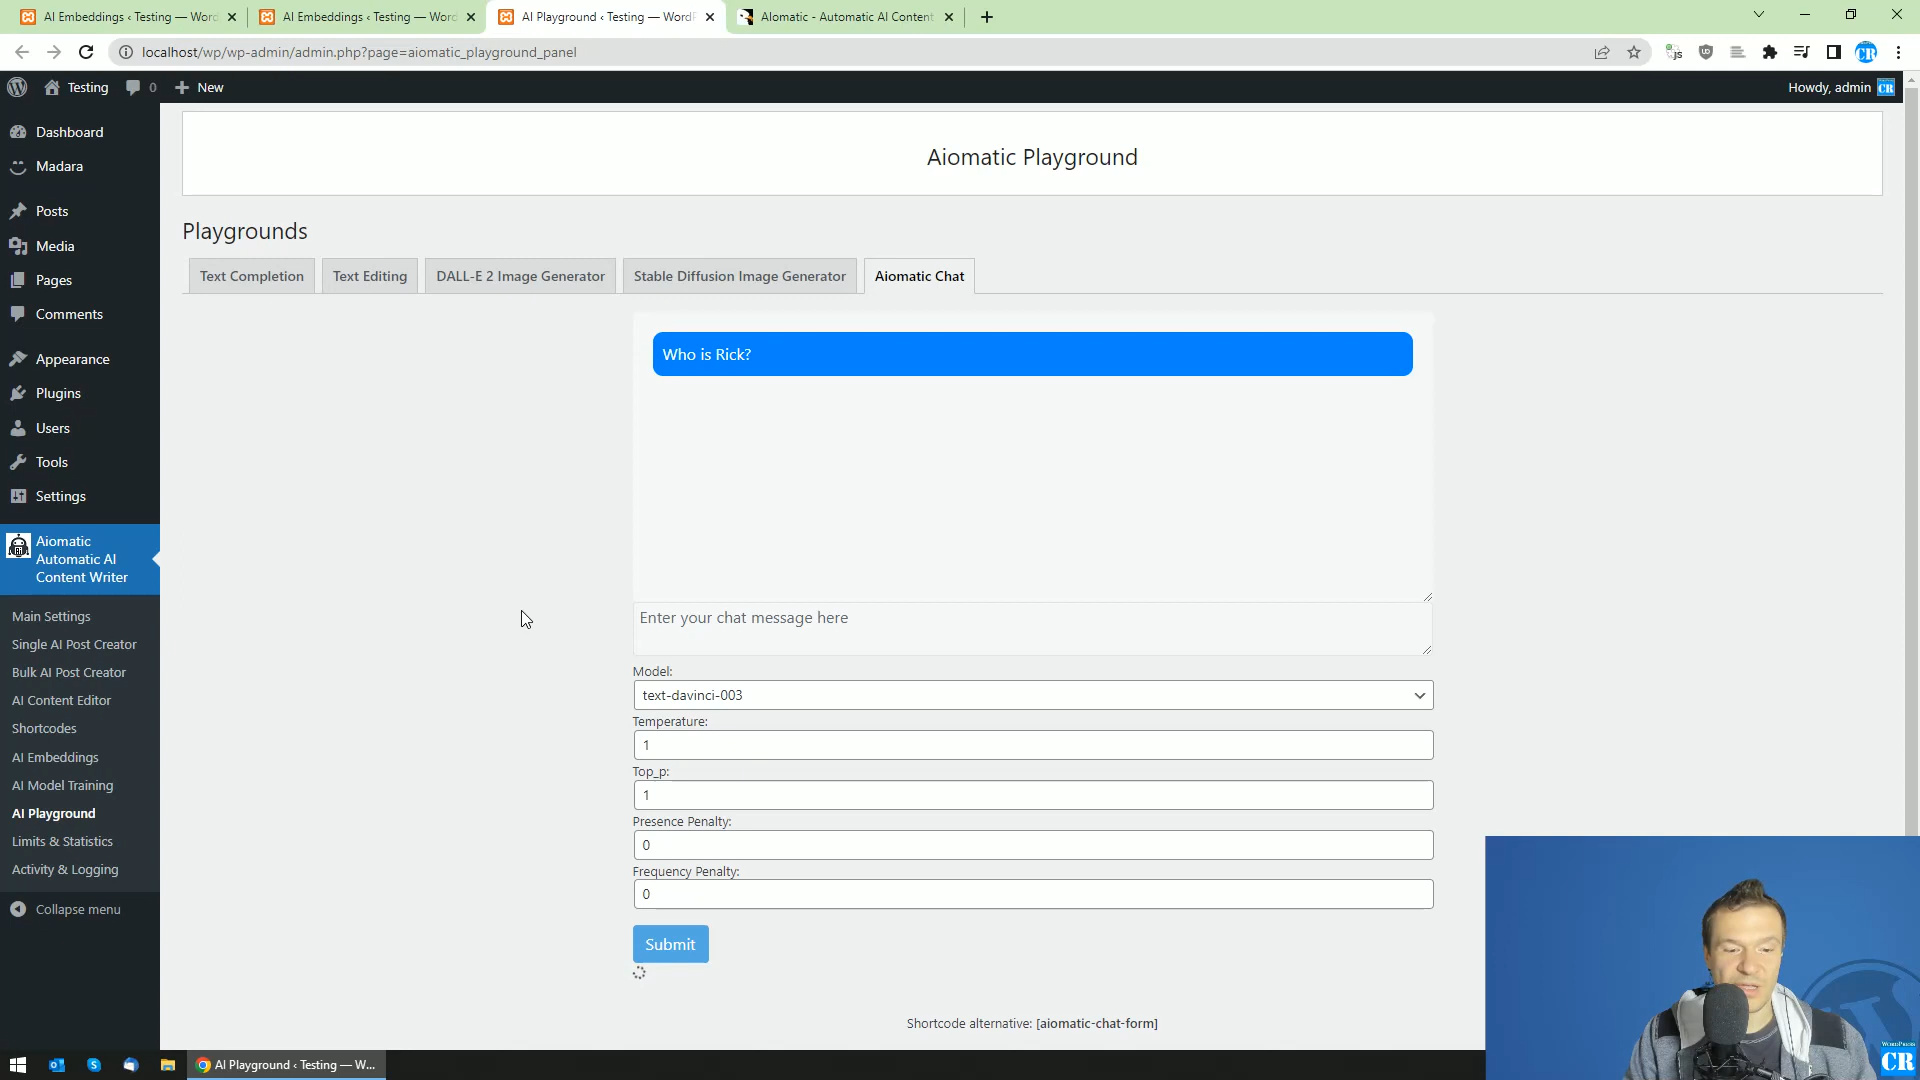 AI Embeddings ‹ Testing — Word
AI Embeddings ‹ Testing — Word
AI Playground ‹ Testing — WordP
AIomatic - Automatic AI Content
localhost/wp/wp-admin/admin.php?page=aiomatic_playground_panel
CR
Testing
0
New
Howdy, admin
CR
Dashboard
Madara
Posts
Media
Pages
Comments
Appearance
Plugins
Users
Tools
Settings
Aiomatic
Automatic AI
Content Writer
Main Settings
Single AI Post Creator
Bulk AI Post Creator
AI Content Editor
Shortcodes
AI Embeddings
AI Model Training
AI Playground
Limits & Statistics
Activity & Logging
Collapse menu
Aiomatic Playground
Playgrounds
Text Completion
Text Editing
DALL-E 2 Image Generator
Stable Diffusion Image Generator
Aiomatic Chat
Who is Rick?
Enter your chat message here
Model:
text-davinci-003
Temperature:
1
Top_p:
1
Presence Penalty:
0
Frequency Penalty:
0
Submit
Shortcode alternative: [aiomatic-chat-form]
AI Playground ‹ Testing — W...
WORDPRESS
CR